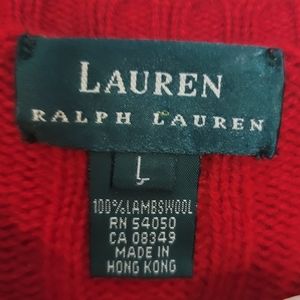 LAUREN
RALPH LAUREN
L
100% LAMBSWOOL
RN 54050
CA 08349
MADE IN
HONG KONG